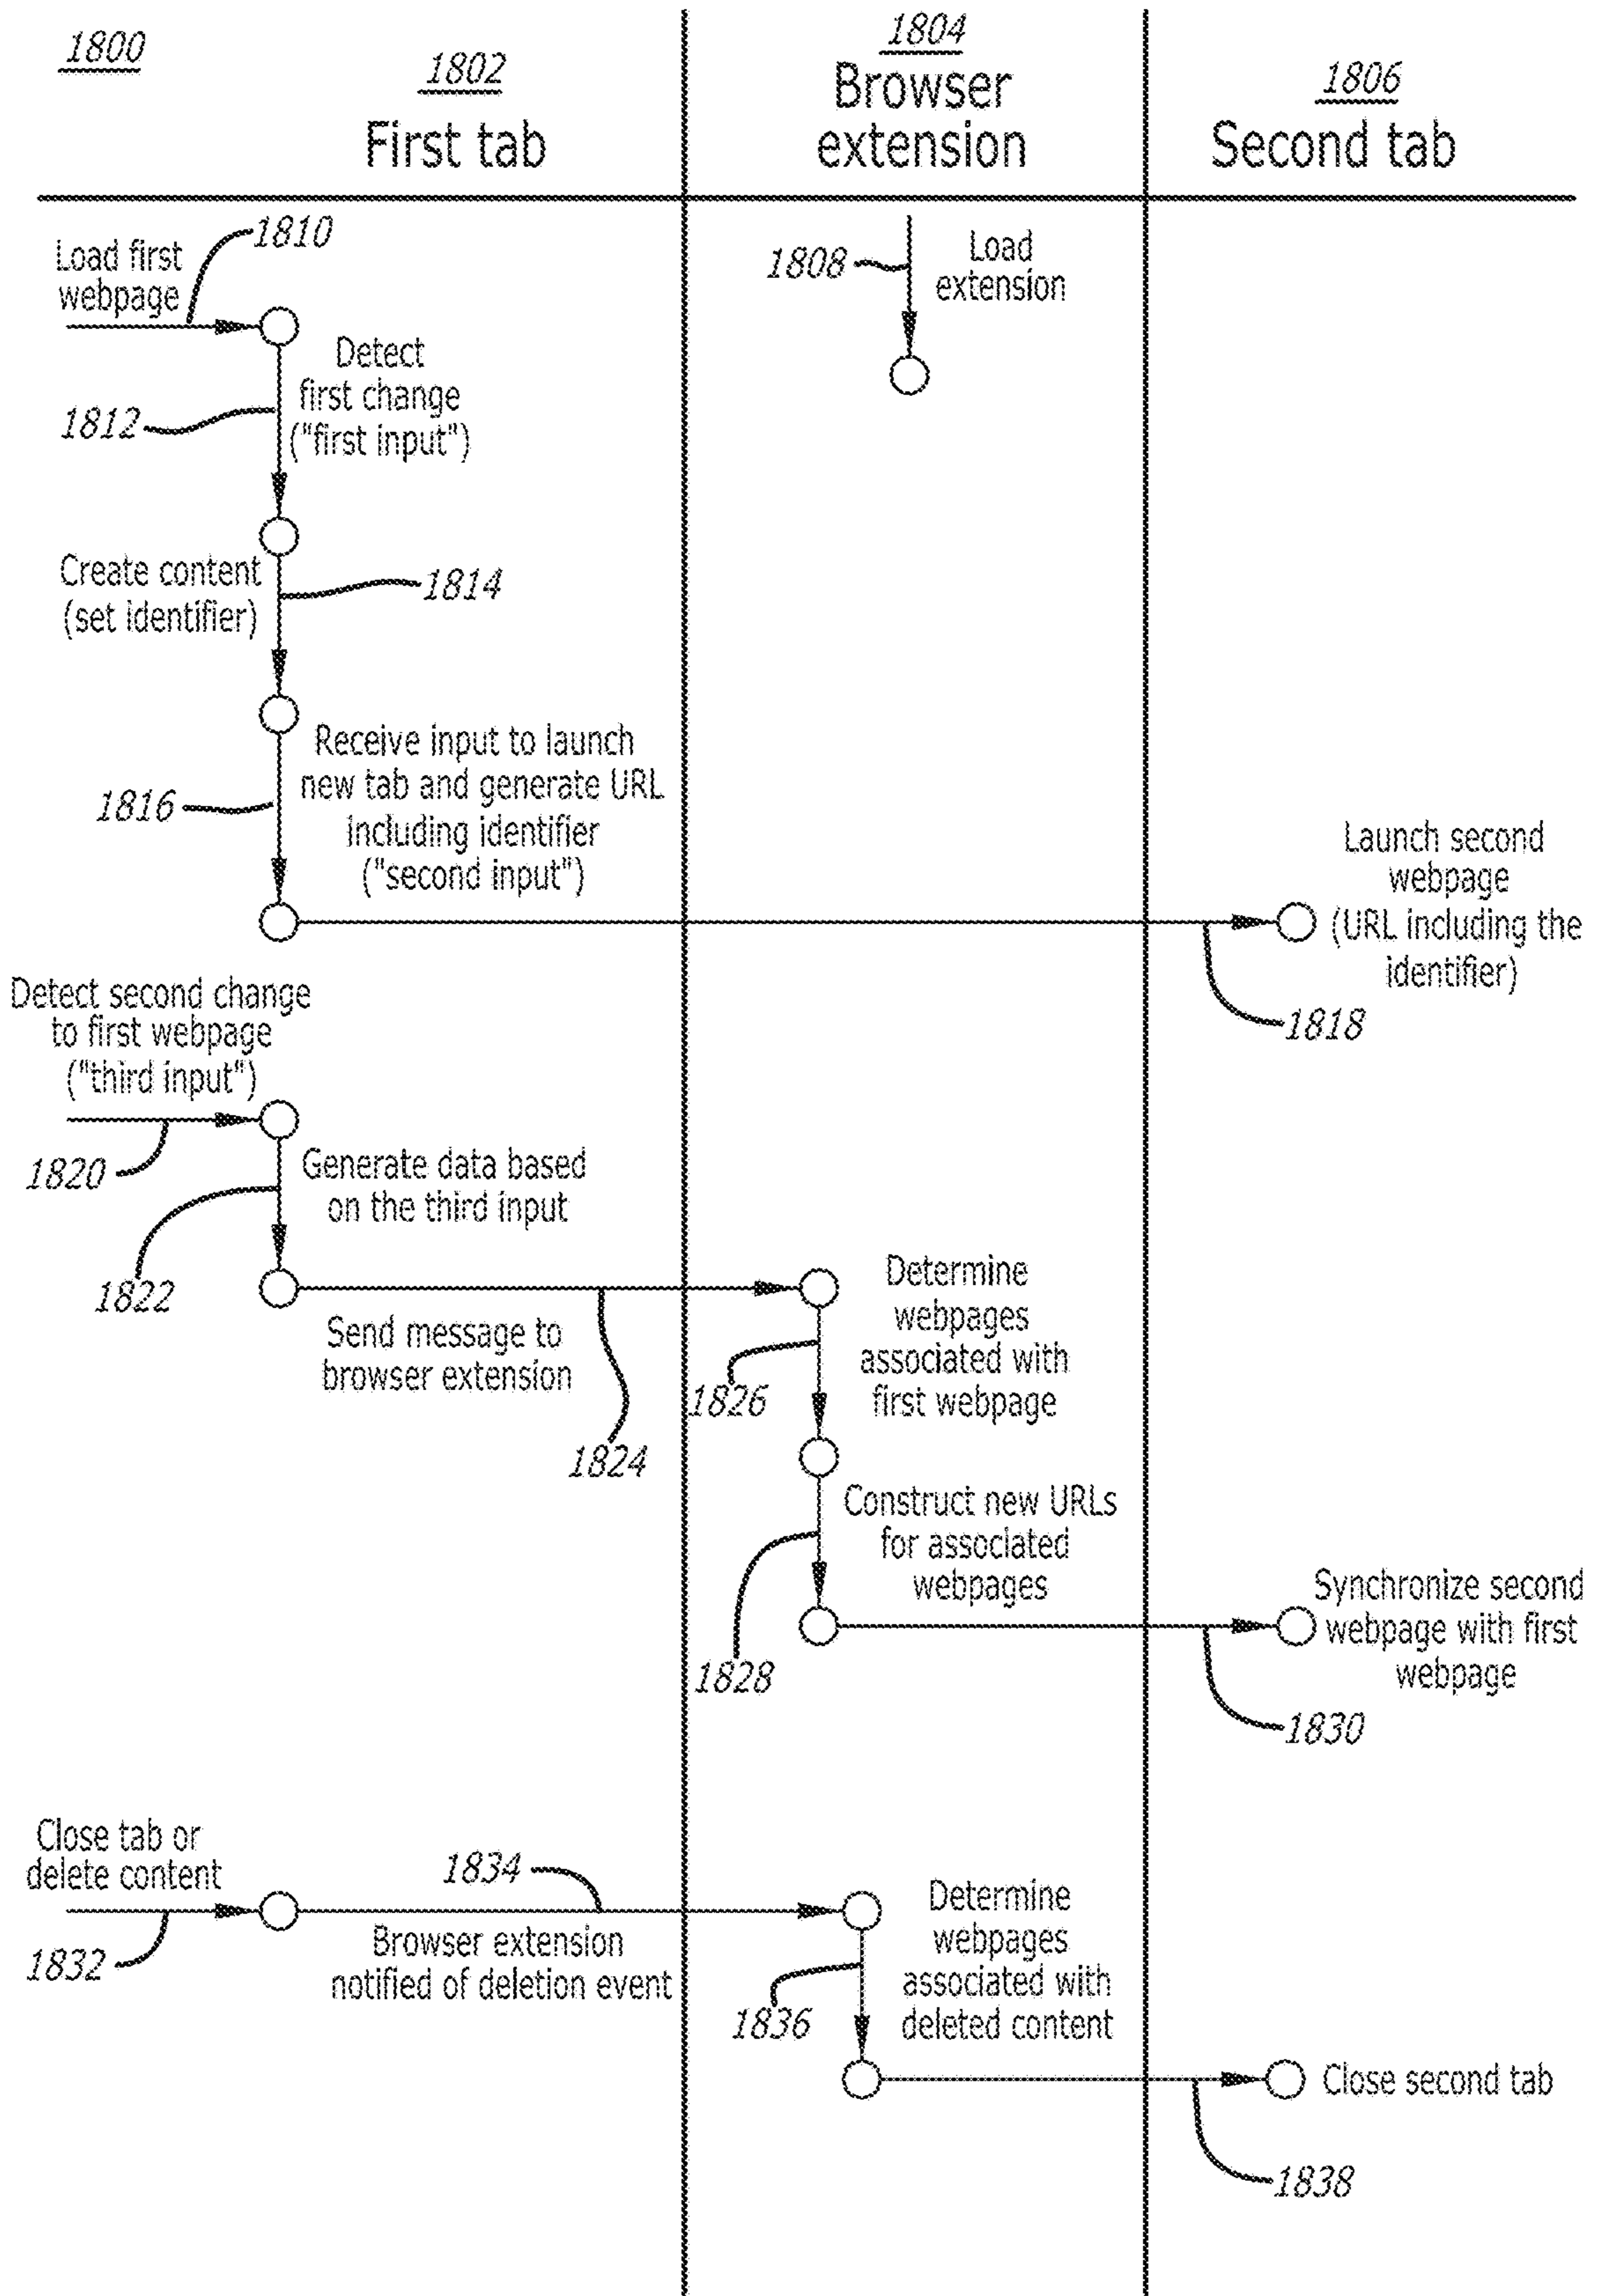 1800
1802
First tab
1804
Browser
extension
1806
Second tab
1810
Load first
webpage
1808
Load
extension
Detect
first change
("first input")
1812
Create content
(set identifier)
1814
Receive input to launch
new tab and generate URL
including identifier
("second input")
1816
Launch second
webpage
(URL including the
identifier)
1818
Detect second change
to first webpage
("third input")
1820
Generate data based
on the third input
1822
Send message to
browser extension
1824
Determine
webpages
associated with
first webpage
1826
Construct new URLs
for associated
webpages
1828
Synchronize second
webpage with first
webpage
1830
Close tab or
delete content
1832
1834
Browser extension
notified of deletion event
Determine
webpages
associated with
deleted content
1836
Close second tab
1838